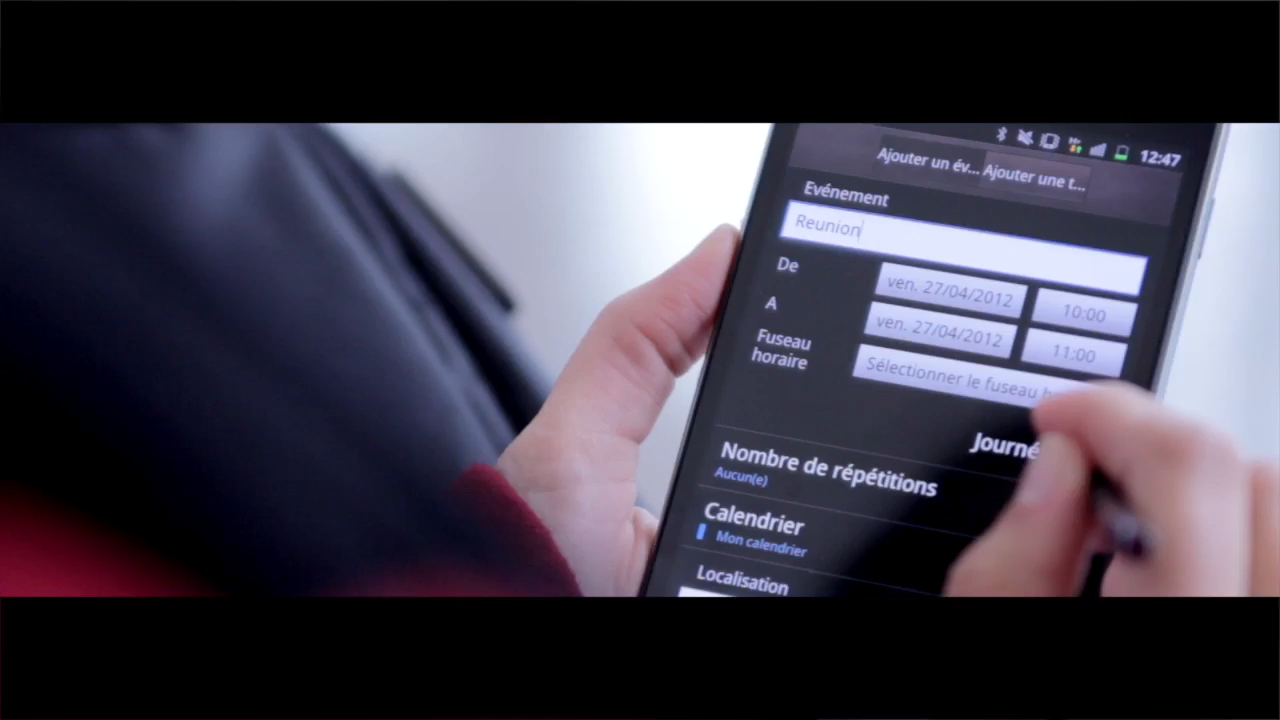 12:47
Ajouter un év... Ajouter une t...
Evénement
Reunion
De
ven. 27/04/2012 10:00
A
ven. 27/04/2012 11:00
Fuseau
horaire
Sélectionner le fuseau
Journé
Nombre de répétitions
Aucun(e)
Calendrier
Mon calendrier
Localisation